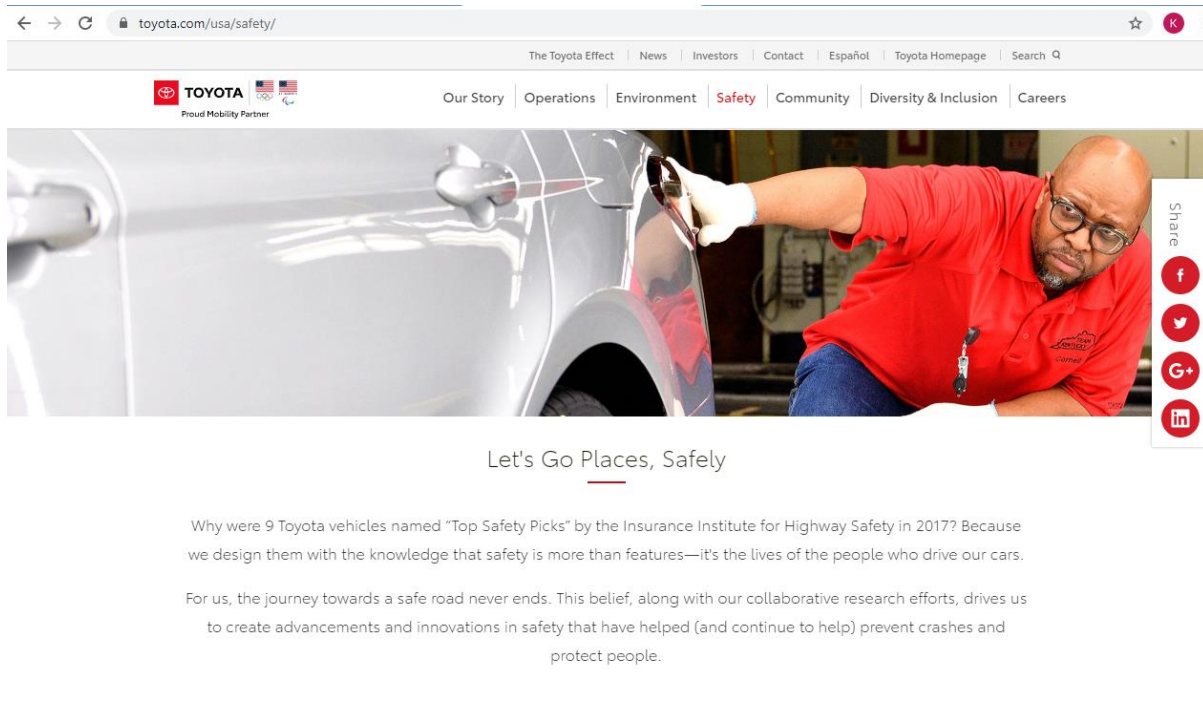 toyota.com/usa/safety/
K
The Toyota Effect | News | Investors | Contact | Español | Toyota Homepage | Search
TOYOTA
Proud Mobility Partner
Our Story | Operations | Environment | Safety | Community | Diversity & Inclusion | Careers
Share
f
G+
in
TEAM
KENTUCKY
Let's Go Places, Safely
Why were 9 Toyota vehicles named “Top Safety Picks” by the Insurance Institute for Highway Safety in 2017? Because
we design them with the knowledge that safety is more than features—it's the lives of the people who drive our cars.
For us, the journey towards a safe road never ends. This belief, along with our collaborative research efforts, drives us
to create advancements and innovations in safety that have helped (and continue to help) prevent crashes and
protect people.